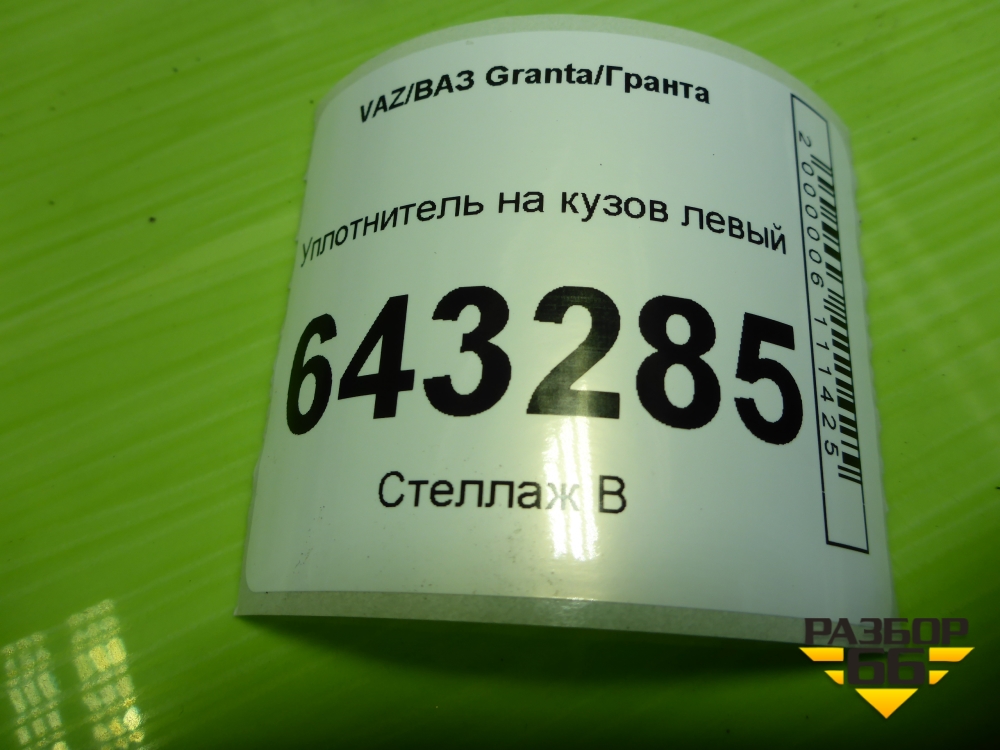 VAZ/ВАЗ Granta/Гранта
Уплотнитель на кузов левый
643285
Стеллаж В
2000006111425
РАЗБОР
66